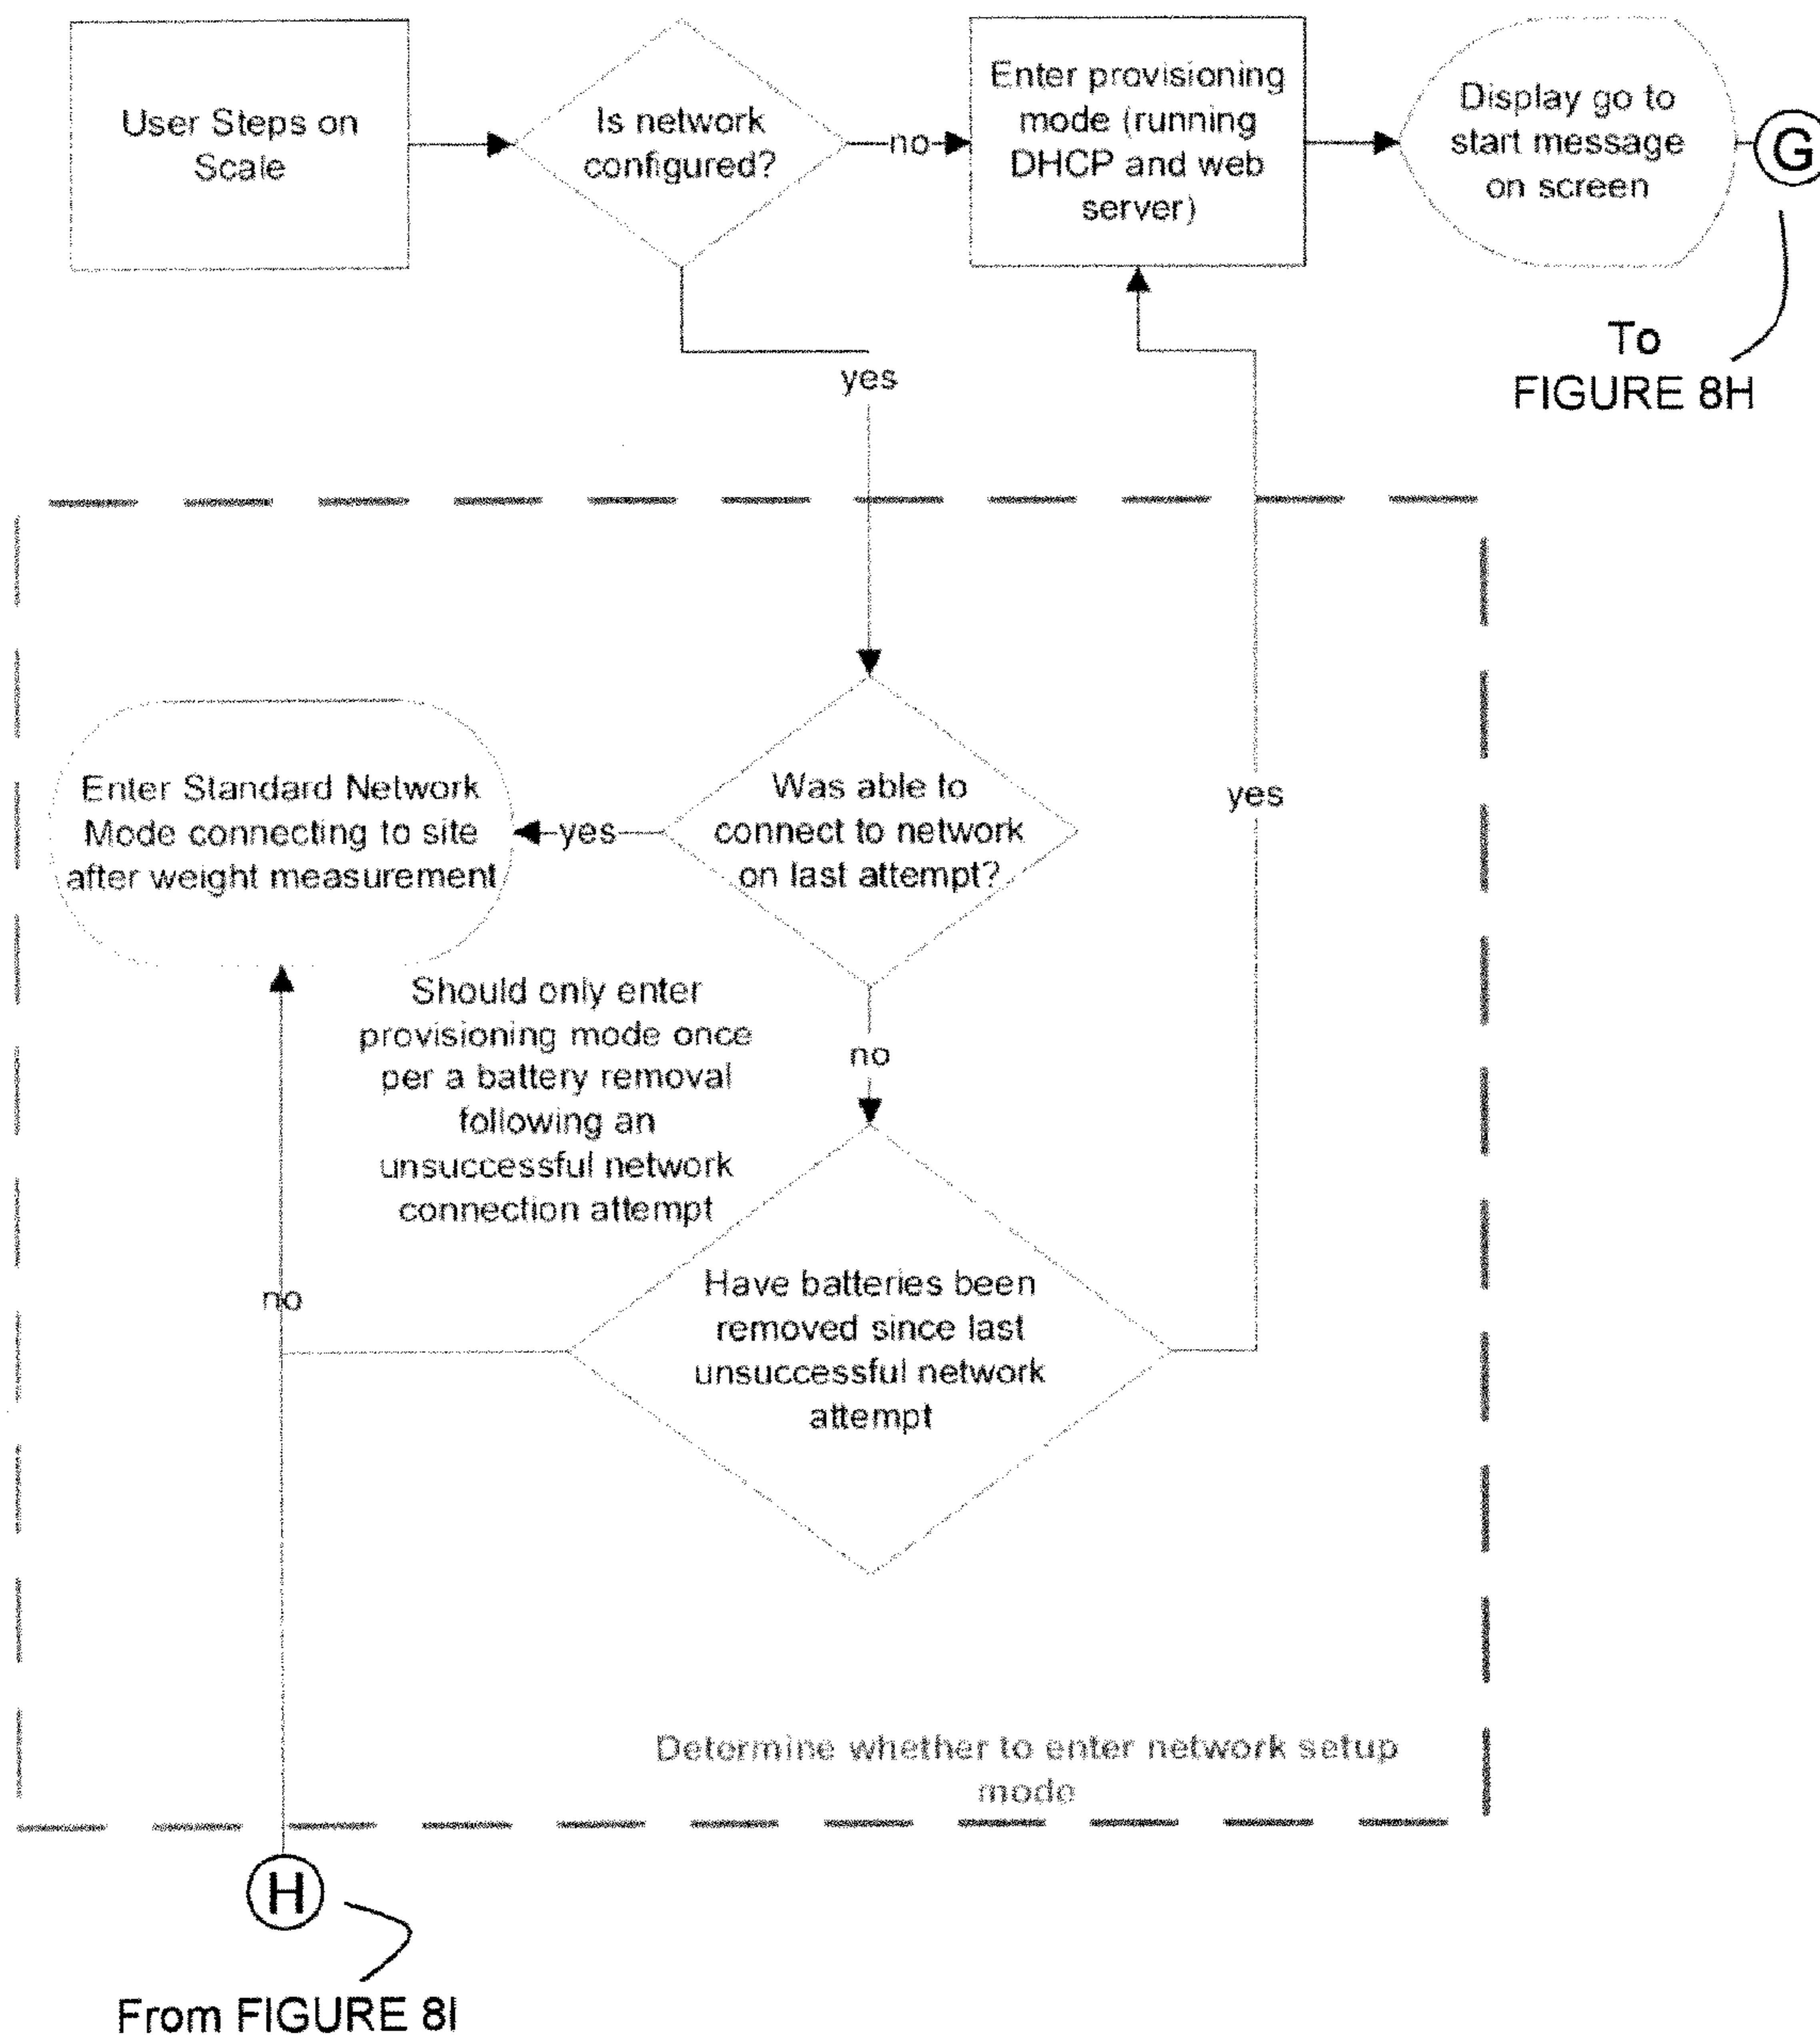 User Steps on
Scale
Is network
configured?
no
Enter provisioning
mode (running
DHCP and web
server)
Display go to
start message
on screen
G
To
FIGURE 8H
yes
yes
Enter Standard Network
Mode connecting to site
after weight measurement
yes
Was able to
connect to network
on last attempt?
Should only enter
provisioning mode once
per a battery removal
following an
unsuccessful network
connection attempt
no
no
Have batteries been
removed since last
unsuccessful network
attempt
Determine whether to enter network setup
mode
H
From FIGURE 8I